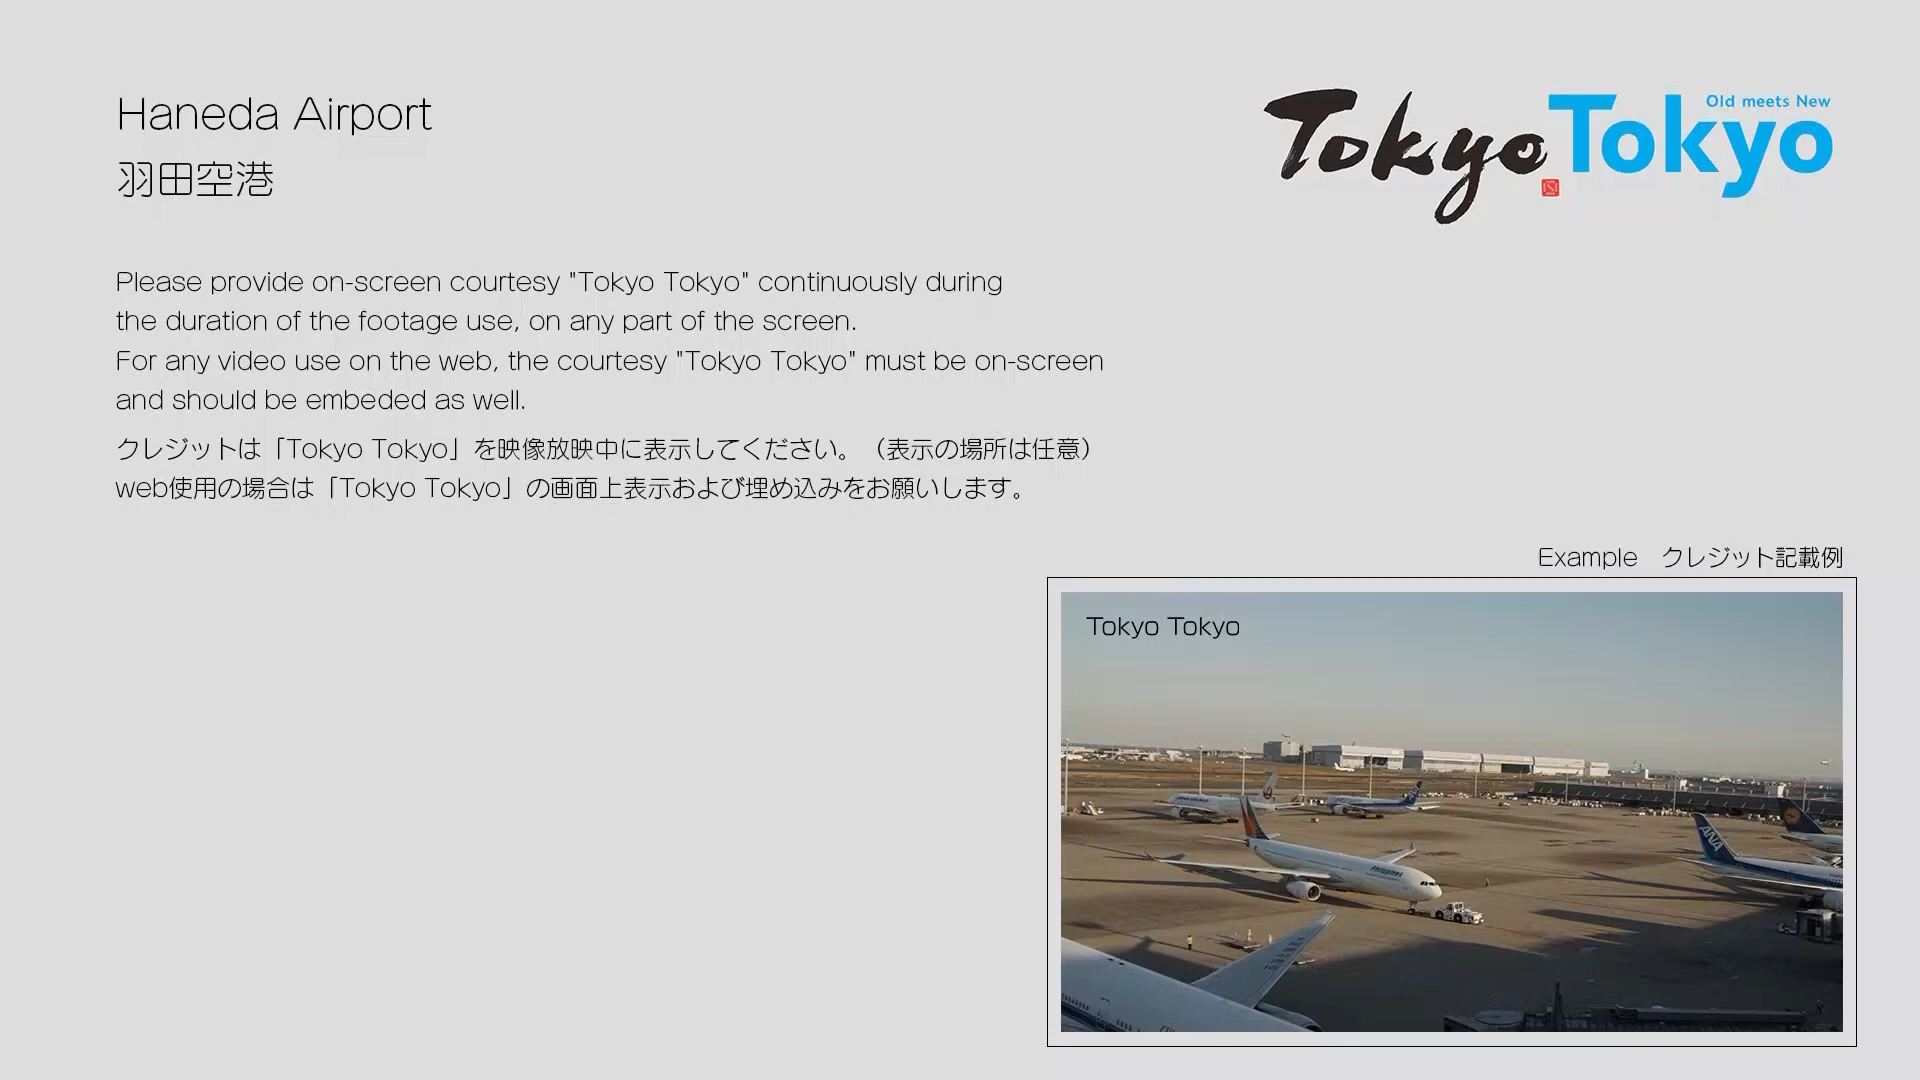 Haneda Airport
羽田空港
Tokyo Tokyo
Old meets New
Please provide on-screen courtesy "Tokyo Tokyo" continuously during
the duration of the footage use, on any part of the screen.
For any video use on the web, the courtesy "Tokyo Tokyo" must be on-screen
and should be embeded as well.
クレジットは「Tokyo Tokyo」を映像放映中に表示してください。（表示の場所は任意）
web使用の場合は「Tokyo Tokyo」の画面上表示および埋め込みをお願いします。
Example　クレジット記載例
Tokyo Tokyo
Philippines
ANA